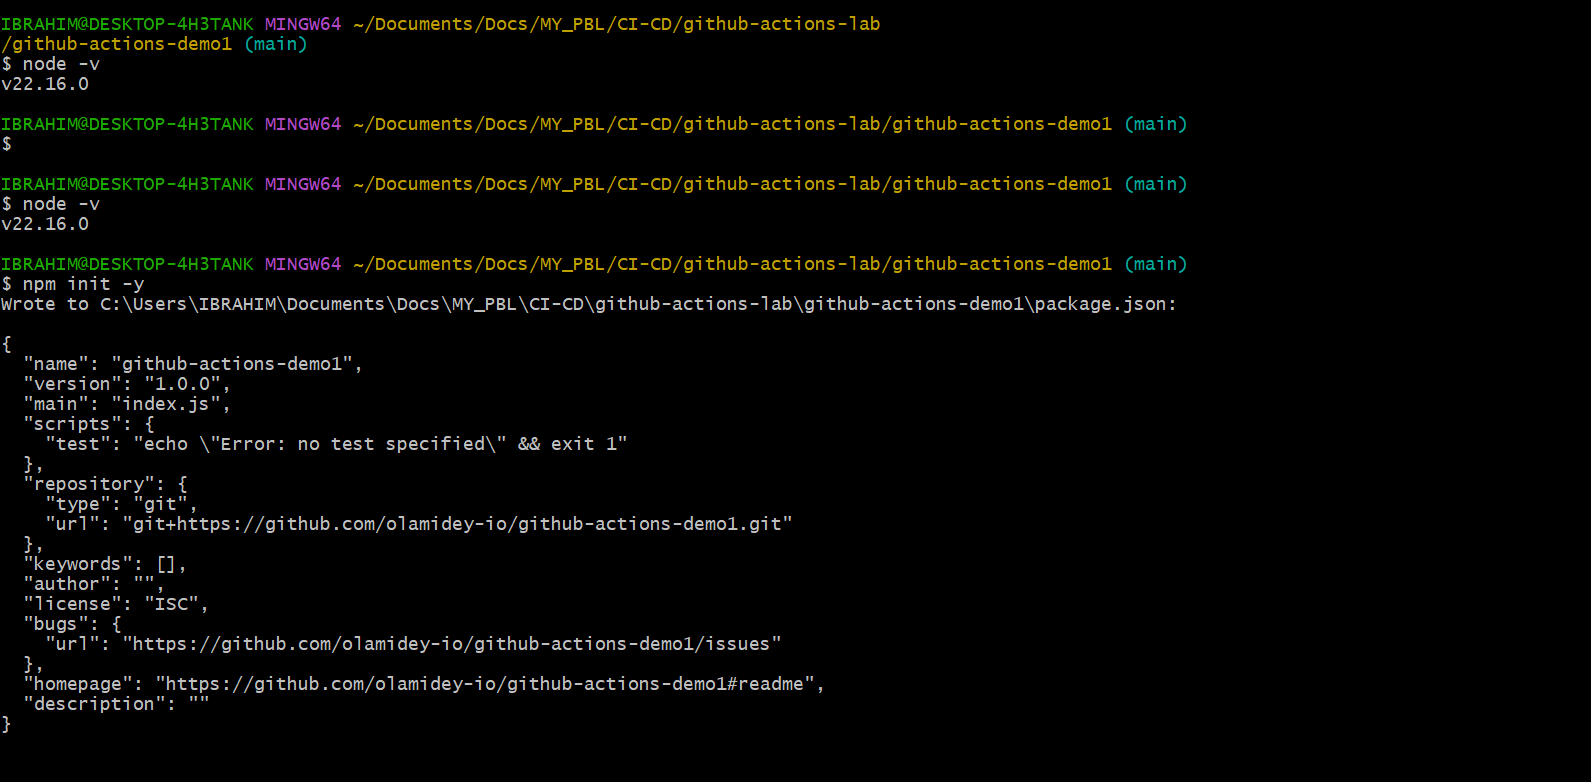 IBRAHIM@DESKTOP-4H3TANK MINGW64 ~/Documents/Docs/MY_PBL/CI-CD/github-actions-lab
/github-actions-demo1 (main)
$ node -v
v22.16.0
IBRAHIM@DESKTOP-4H3TANK MINGW64 ~/Documents/Docs/MY_PBL/CI-CD/github-actions-lab/github-actions-demo1 (main)
$
IBRAHIM@DESKTOP-4H3TANK MINGW64 ~/Documents/Docs/MY_PBL/CI-CD/github-actions-lab/github-actions-demo1 (main)
$ node -v
v22.16.0
IBRAHIM@DESKTOP-4H3TANK MINGW64 ~/Documents/Docs/MY_PBL/CI-CD/github-actions-lab/github-actions-demo1 (main)
$ npm init -y
Wrote to C:\Users\IBRAHIM\Documents\Docs\MY_PBL\CI-CD\github-actions-lab\github-actions-demo1\package.json:
{
  "name": "github-actions-demo1",
  "version": "1.0.0",
  "main": "index.js",
  "scripts": {
    "test": "echo \"Error: no test specified\" && exit 1"
  },
  "repository": {
    "type": "git",
    "url": "git+https://github.com/olamidey-io/github-actions-demo1.git"
  },
  "keywords": [],
  "author": "",
  "license": "ISC",
  "bugs": {
    "url": "https://github.com/olamidey-io/github-actions-demo1/issues"
  },
  "homepage": "https://github.com/olamidey-io/github-actions-demo1#readme",
  "description": ""
}